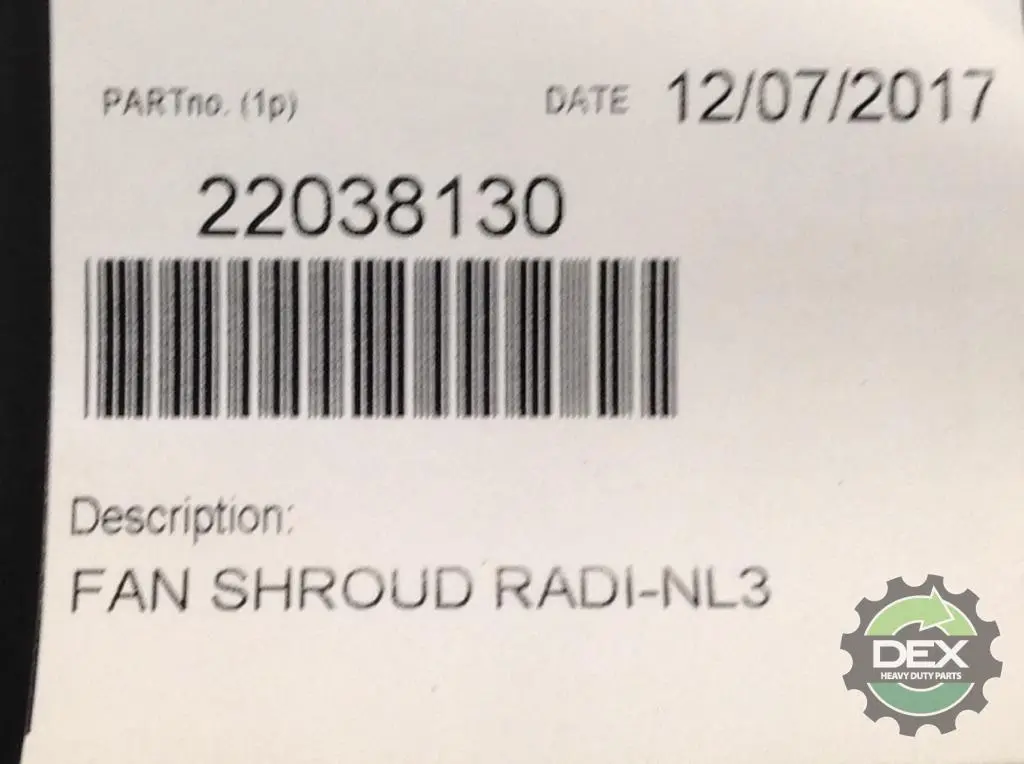 PARTno. (1p) DATE 12/07/2017
22038130
Description:
FAN SHROUD RADI-NL3
DEX
HEAVY DUTY PARTS